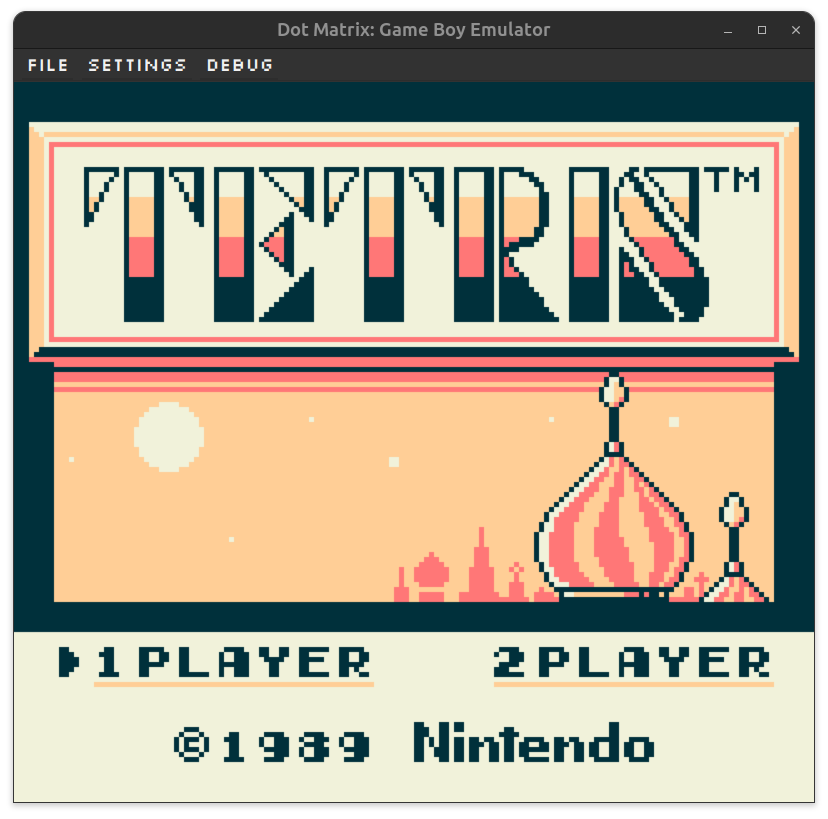 Dot Matrix: Game Boy Emulator
FILE SETTINGS DEBUG
TETRIS™
1PLAYER 2PLAYER
©1989 Nintendo